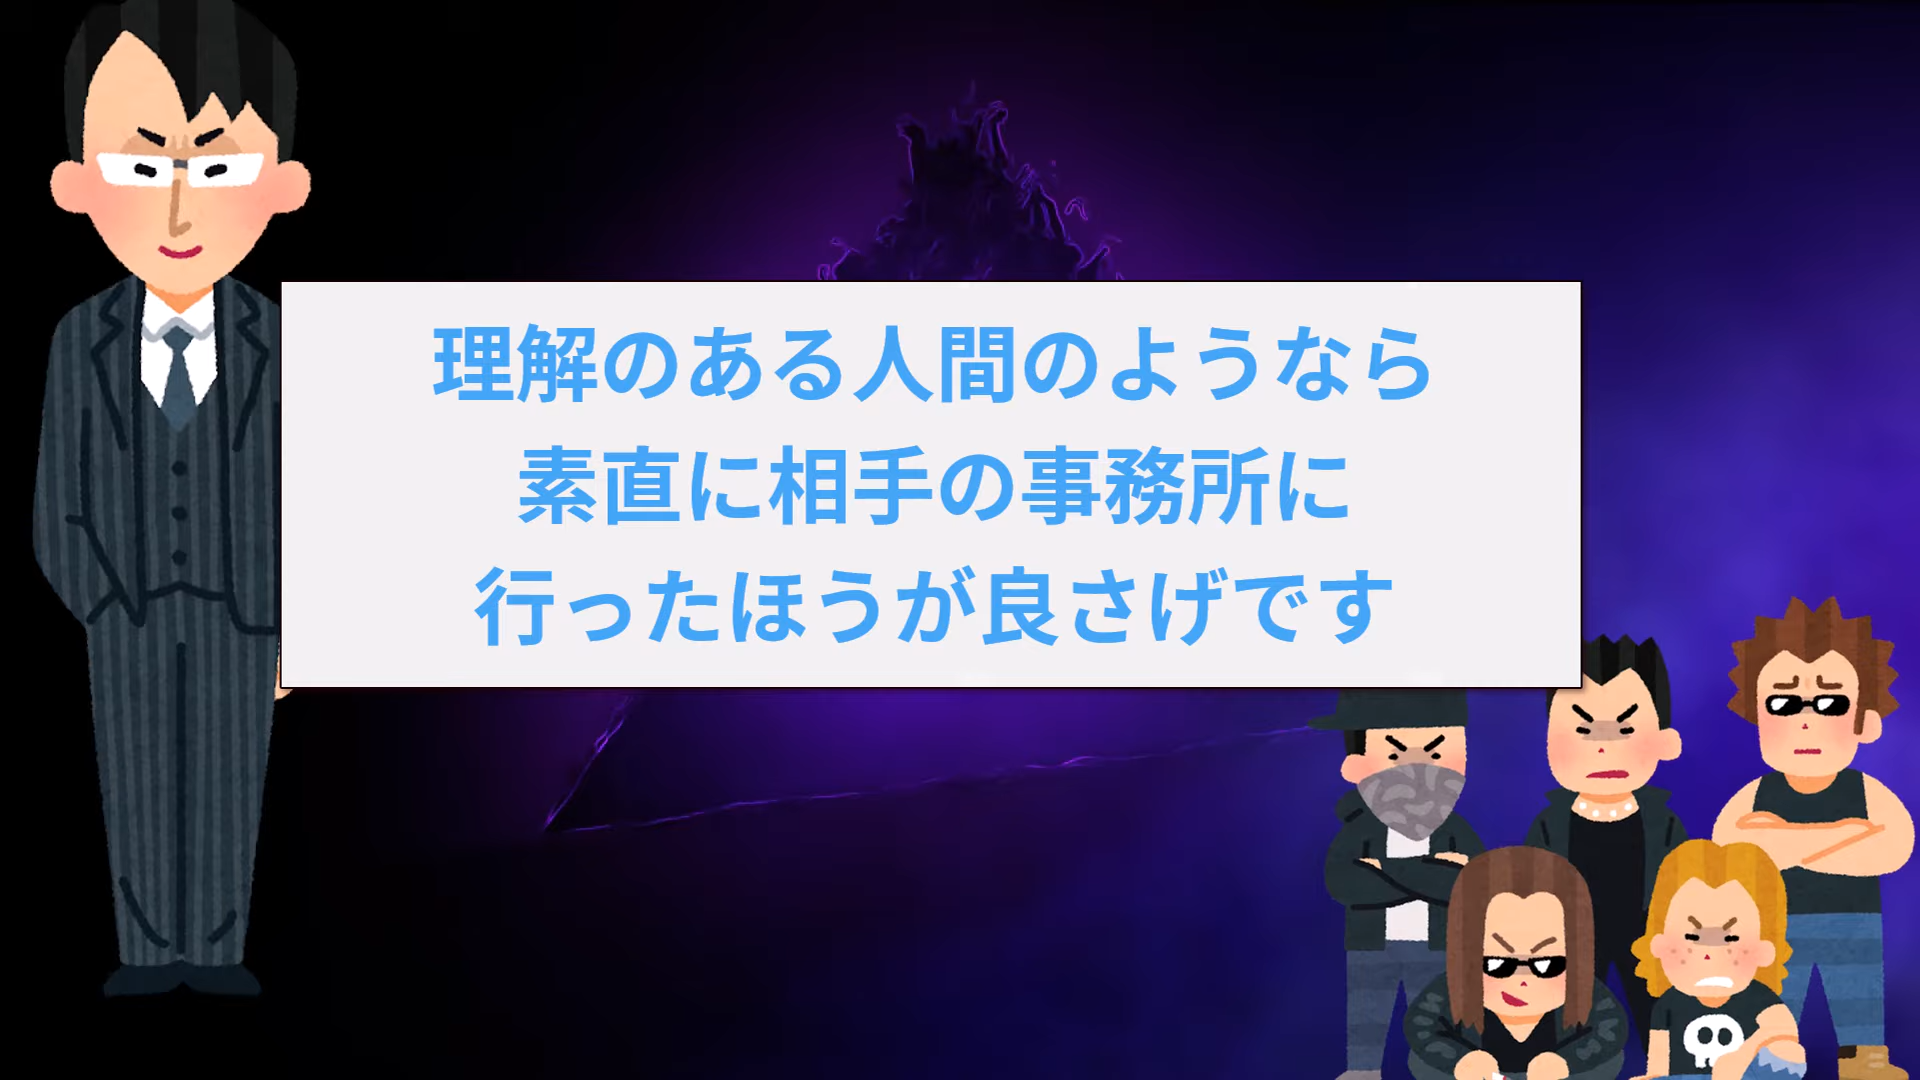 理解のある人間のようなら
素直に相手の事務所に
行ったほうが良さげです